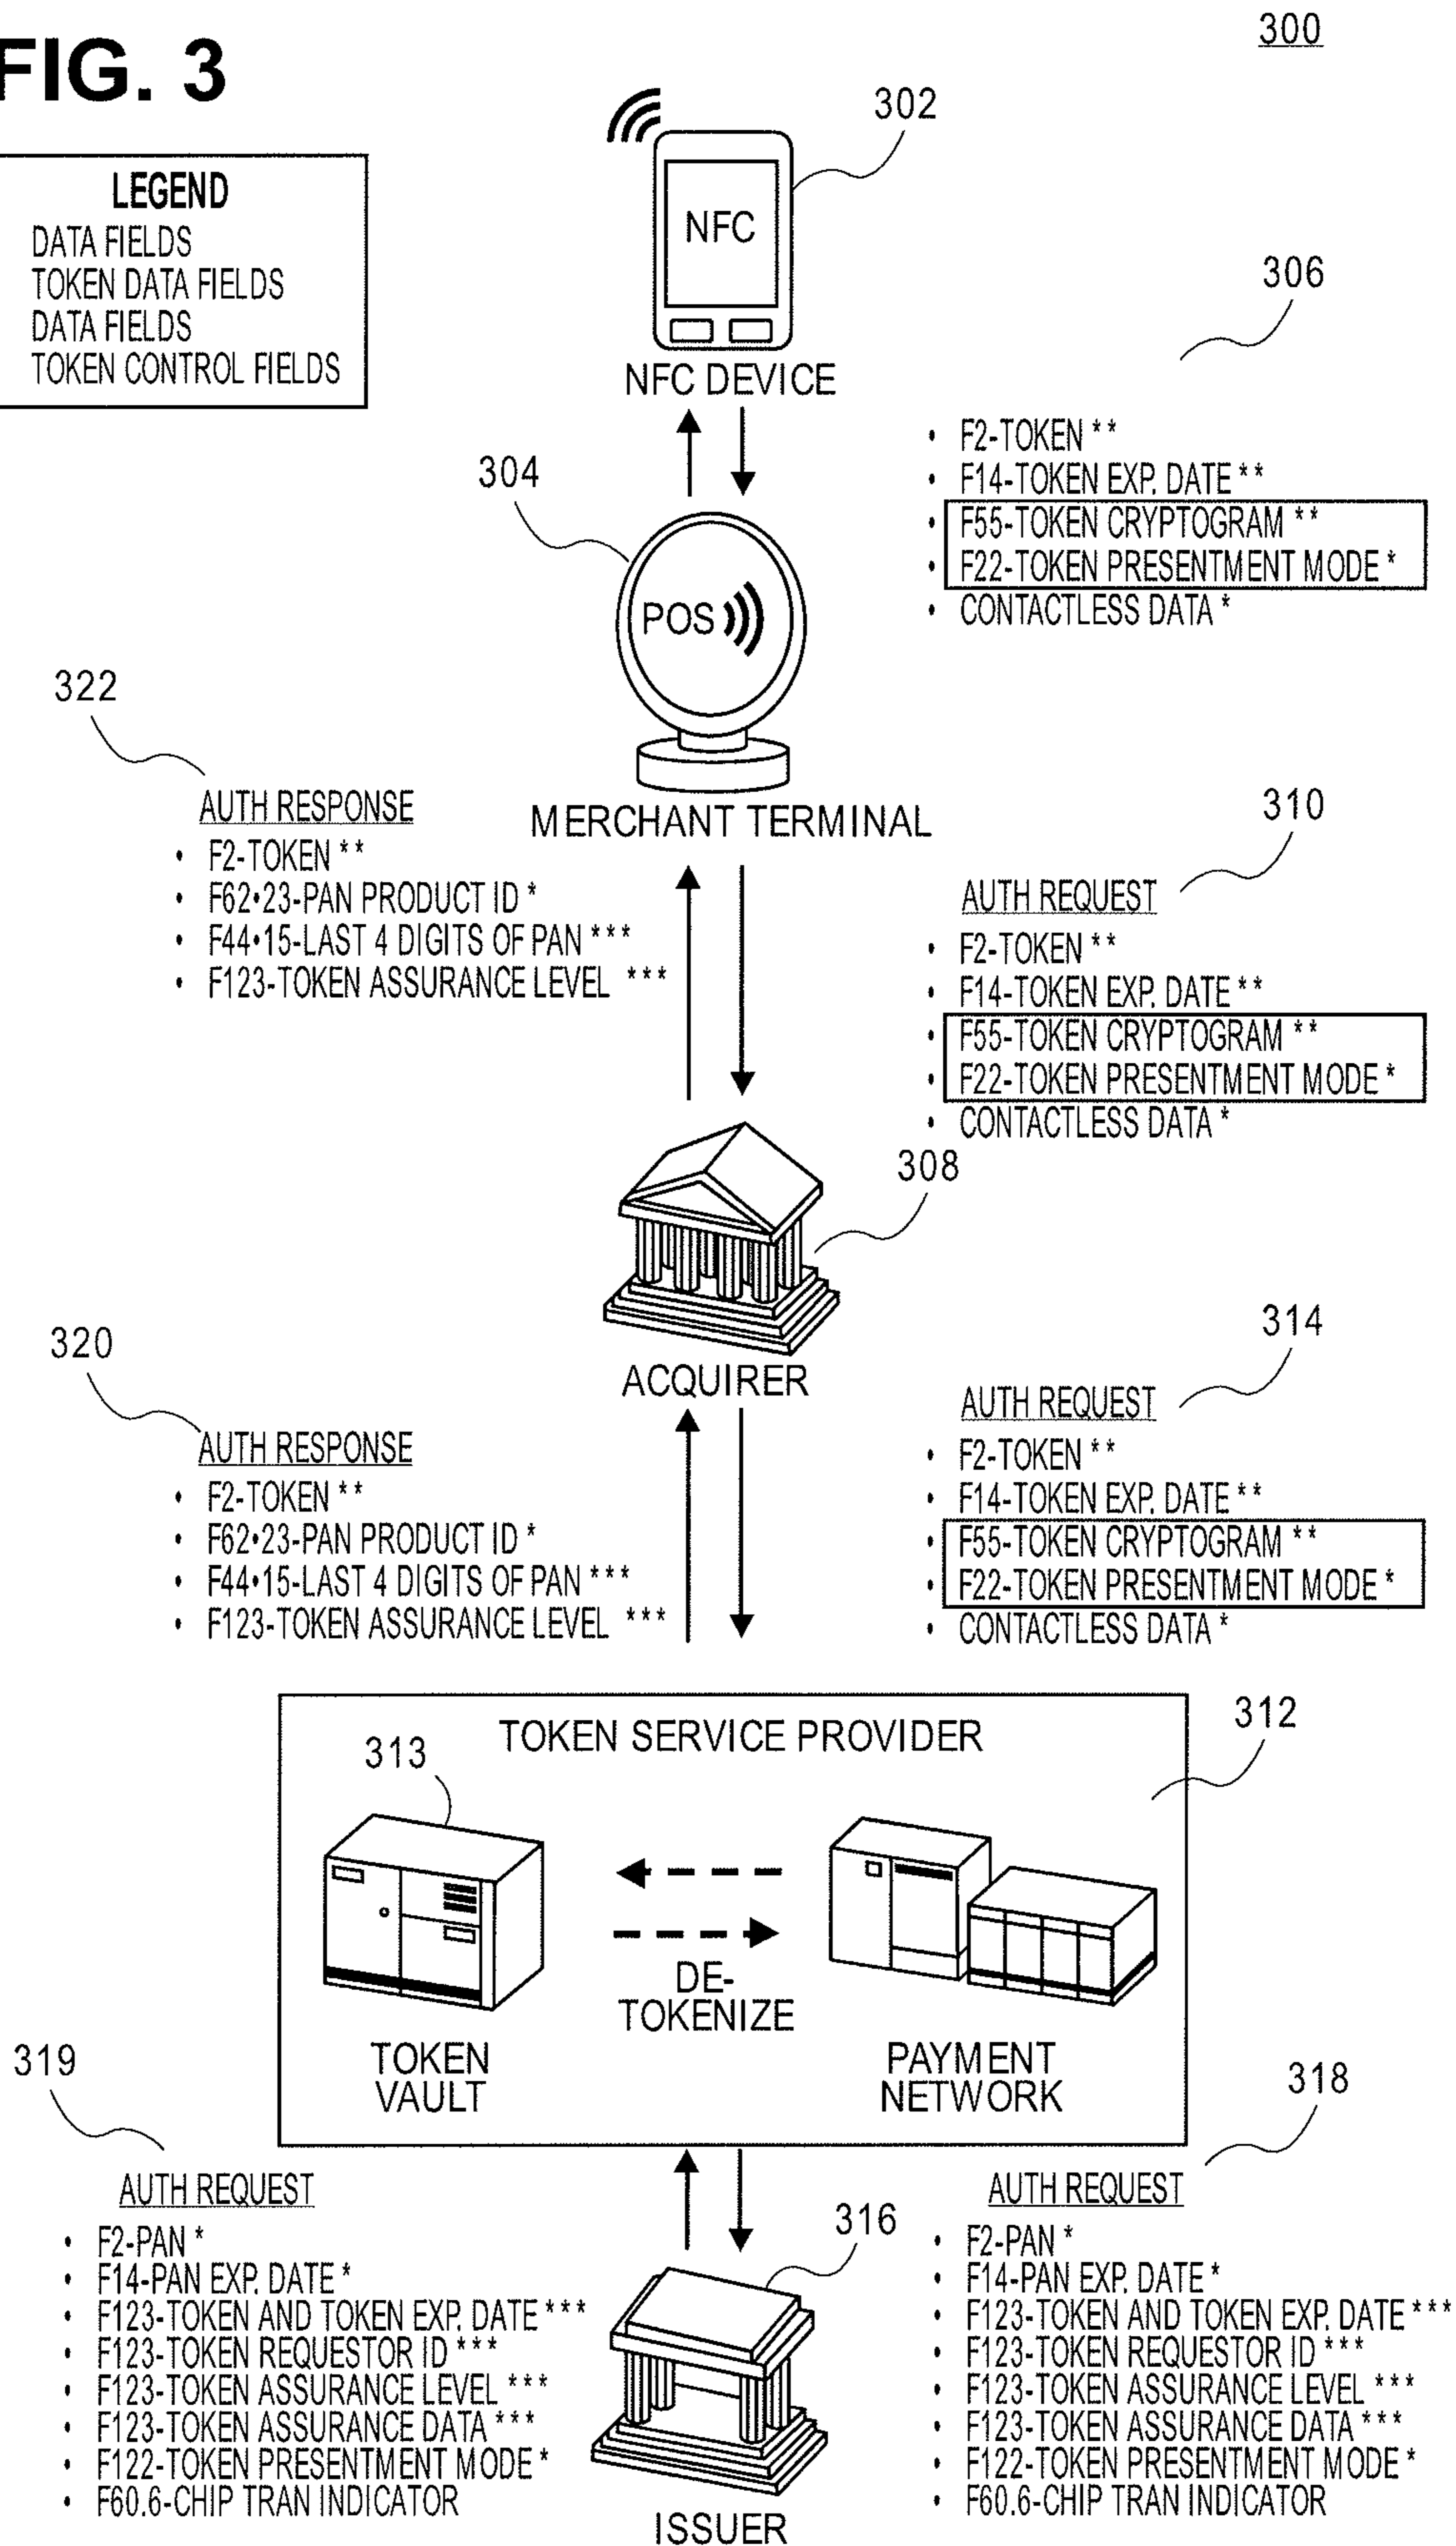 300
FIG. 3
302
LEGEND
DATA FIELDS
TOKEN DATA FIELDS
DATA FIELDS
TOKEN CONTROL FIELDS
NFC
NFC DEVICE
306
• F2-TOKEN **
• F14-TOKEN EXP. DATE **
• F55-TOKEN CRYPTOGRAM **
• F22-TOKEN PRESENTMENT MODE *
• CONTACTLESS DATA *
304
POS
MERCHANT TERMINAL
322
AUTH RESPONSE
• F2-TOKEN **
• F62•23-PAN PRODUCT ID *
• F44•15-LAST 4 DIGITS OF PAN ***
• F123-TOKEN ASSURANCE LEVEL ***
310
AUTH REQUEST
• F2-TOKEN **
• F14-TOKEN EXP. DATE **
• F55-TOKEN CRYPTOGRAM **
• F22-TOKEN PRESENTMENT MODE *
• CONTACTLESS DATA *
308
ACQUIRER
320
AUTH RESPONSE
• F2-TOKEN **
• F62•23-PAN PRODUCT ID *
• F44•15-LAST 4 DIGITS OF PAN ***
• F123-TOKEN ASSURANCE LEVEL ***
314
AUTH REQUEST
• F2-TOKEN **
• F14-TOKEN EXP. DATE **
• F55-TOKEN CRYPTOGRAM **
• F22-TOKEN PRESENTMENT MODE *
• CONTACTLESS DATA *
312
TOKEN SERVICE PROVIDER
313
DE-
TOKENIZE
TOKEN
VAULT
PAYMENT
NETWORK
319
AUTH REQUEST
• F2-PAN *
• F14-PAN EXP. DATE *
• F123-TOKEN AND TOKEN EXP. DATE ***
• F123-TOKEN REQUESTOR ID ***
• F123-TOKEN ASSURANCE LEVEL ***
• F123-TOKEN ASSURANCE DATA ***
• F122-TOKEN PRESENTMENT MODE *
• F60.6-CHIP TRAN INDICATOR
318
AUTH REQUEST
• F2-PAN *
• F14-PAN EXP. DATE *
• F123-TOKEN AND TOKEN EXP. DATE ***
• F123-TOKEN REQUESTOR ID ***
• F123-TOKEN ASSURANCE LEVEL ***
• F123-TOKEN ASSURANCE DATA ***
• F122-TOKEN PRESENTMENT MODE *
• F60.6-CHIP TRAN INDICATOR
316
ISSUER